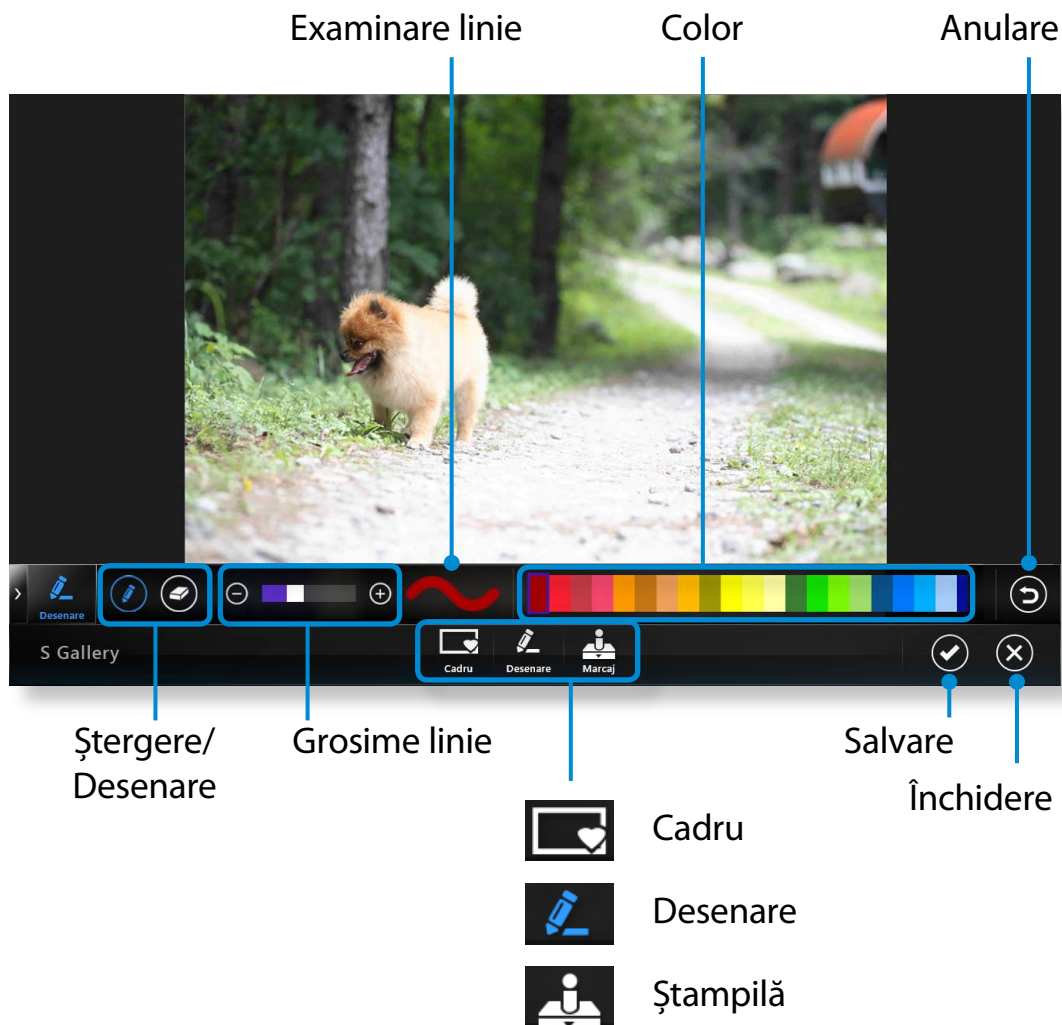 Examinare linie
Color
Anulare
Desenare
S Gallery
Cadru
Desenare
Marcaj
Ștergere/
Desenare
Grosime linie
Salvare
Închidere
Cadru
Desenare
Ștampilă